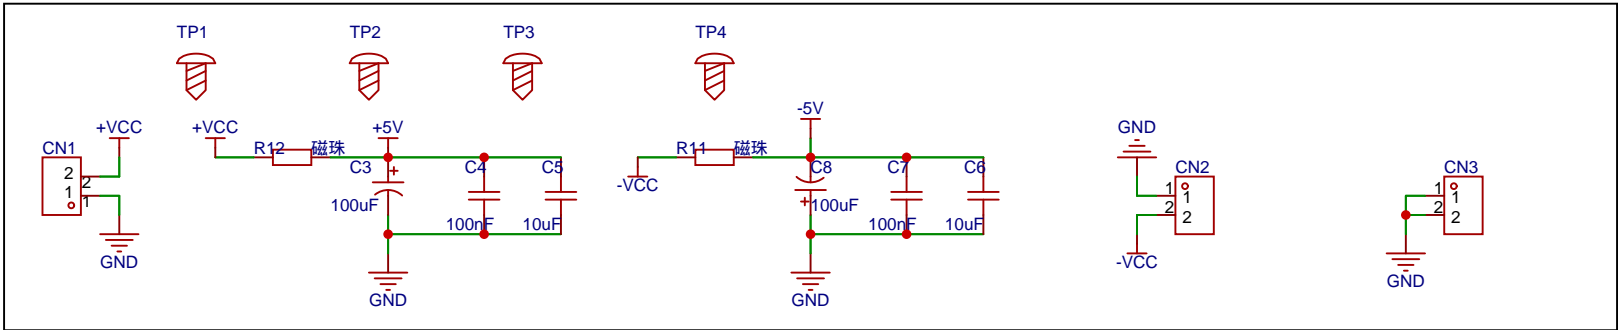 TP1
TP2
TP3
TP4
+VCC
CN1
2
1
2
1
GND
+VCC
R12
磁珠
+5V
C3
+
100uF
C4
100nF
C5
10uF
GND
-VCC
R11
磁珠
-5V
C8
+
100uF
C7
100nF
C6
10uF
GND
GND
CN2
1
2
1
2
-VCC
CN3
1
2
1
2
GND